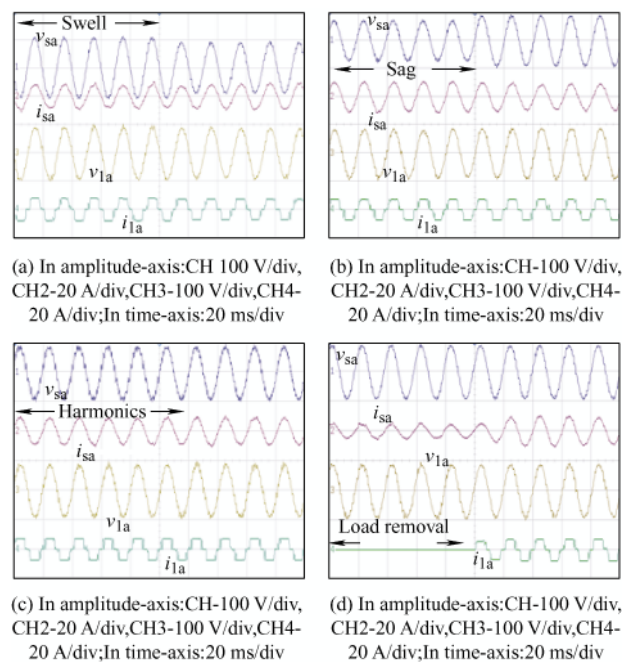 Swell
vsa
isa
v1a
i1a
(a) In amplitude-axis:CH 100 V/div,
CH2-20 A/div,CH3-100 V/div,CH4-
20 A/div;In time-axis:20 ms/div
vsa
Sag
isa
v1a
i1a
(b) In amplitude-axis:CH-100 V/div,
CH2-20 A/div,CH3-100 V/div,CH4-
20 A/div;In time-axis:20 ms/div
vsa
Harmonics
isa
v1a
i1a
(c) In amplitude-axis:CH-100 V/div,
CH2-20 A/div,CH3-100 V/div,CH4-
20 A/div;In time-axis:20 ms/div
vsa
isa
v1a
Load removal
i1a
(d) In amplitude-axis:CH-100 V/div,
CH2-20 A/div,CH3-100 V/div,CH4-
20 A/div;In time-axis:20 ms/div